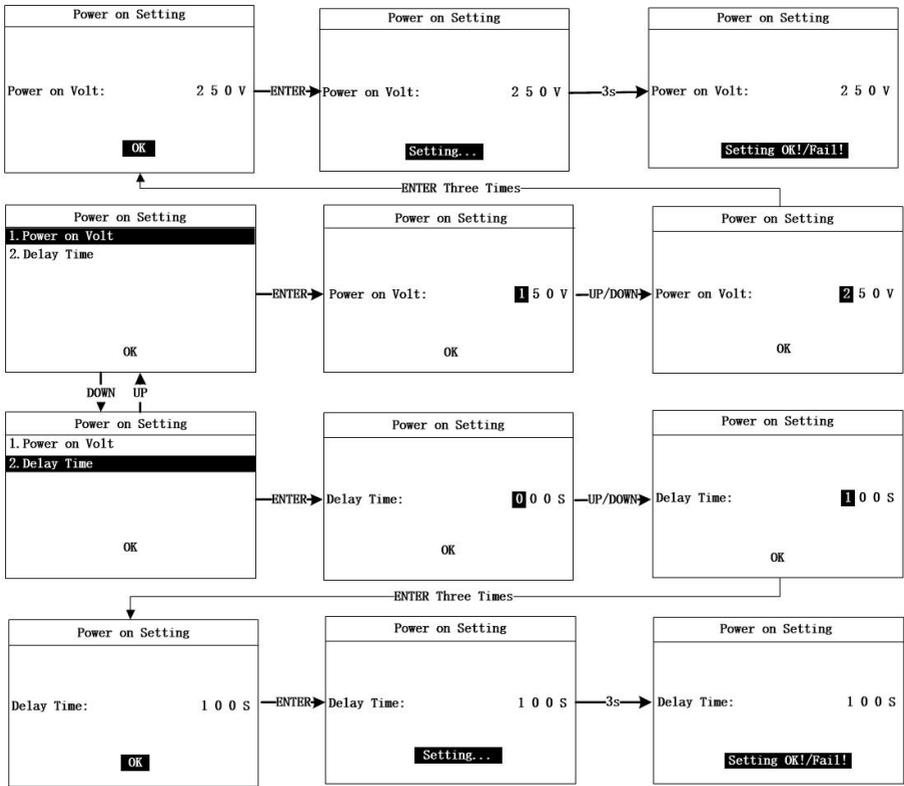 Power on Setting
Power on Volt: 2 5 0 V
OK
ENTER
Power on Setting
Power on Volt: 2 5 0 V
Setting...
3s
Power on Setting
Power on Volt: 2 5 0 V
Setting OK!/Fail!
ENTER Three Times
Power on Setting
1.Power on Volt
2.Delay Time
OK
ENTER
Power on Setting
Power on Volt: 1 5 0 V
OK
UP/DOWN
Power on Setting
Power on Volt: 2 5 0 V
OK
DOWN UP
Power on Setting
1.Power on Volt
2.Delay Time
OK
ENTER
Power on Setting
Delay Time: 0 0 0 S
OK
UP/DOWN
Power on Setting
Delay Time: 1 0 0 S
OK
ENTER Three Times
Power on Setting
Delay Time: 1 0 0 S
OK
ENTER
Power on Setting
Delay Time: 1 0 0 S
Setting...
3s
Power on Setting
Delay Time: 1 0 0 S
Setting OK!/Fail!